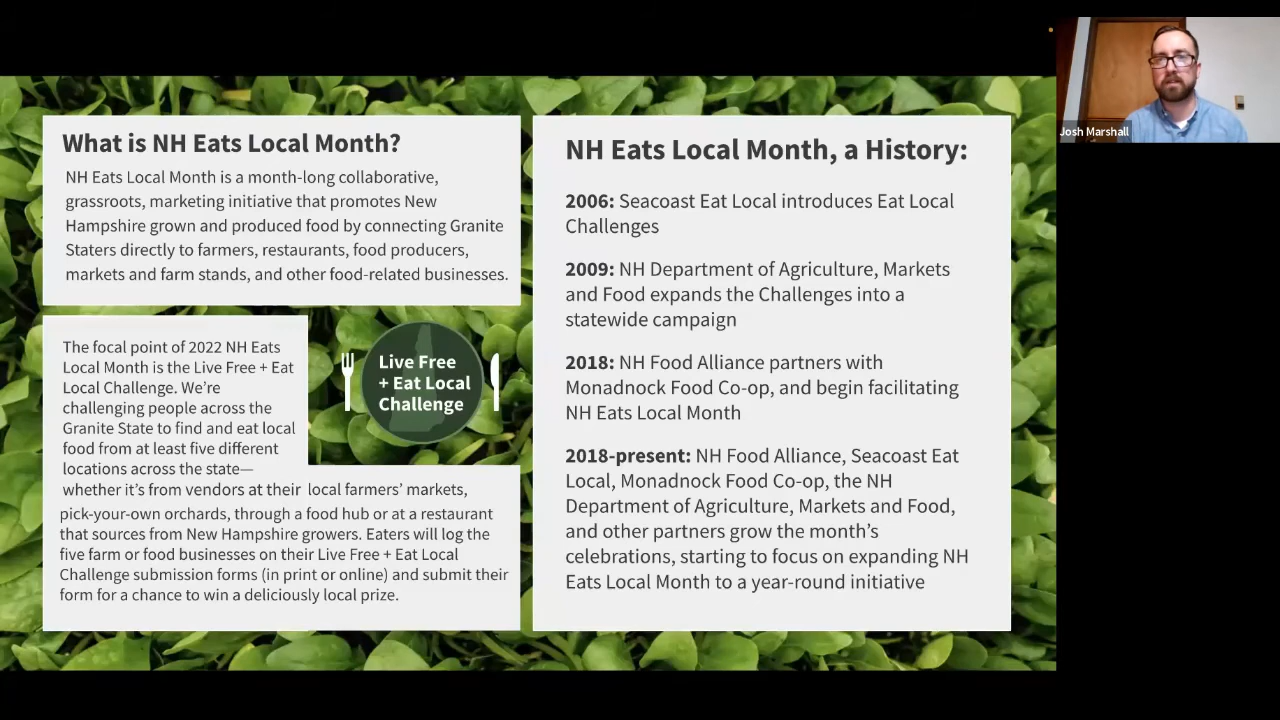 What is NH Eats Local Month?
NH Eats Local Month is a month-long collaborative,
grassroots, marketing initiative that promotes New
Hampshire grown and produced food by connecting Granite
Staters directly to farmers, restaurants, food producers,
markets and farm stands, and other food-related businesses.
The focal point of 2022 NH Eats
Local Month is the Live Free + Eat
Local Challenge. We’re
challenging people across the
Granite State to find and eat local
food from at least five different
locations across the state—
whether it’s from vendors at their local farmers’ markets,
pick-your-own orchards, through a food hub or at a restaurant
that sources from New Hampshire growers. Eaters will log the
five farm or food businesses on their Live Free + Eat Local
Challenge submission forms (in print or online) and submit their
form for a chance to win a deliciously local prize.
Live Free
+ Eat Local
Challenge
NH Eats Local Month, a History:
2006: Seacoast Eat Local introduces Eat Local
Challenges
2009: NH Department of Agriculture, Markets
and Food expands the Challenges into a
statewide campaign
2018: NH Food Alliance partners with
Monadnock Food Co-op, and begin facilitating
NH Eats Local Month
2018-present: NH Food Alliance, Seacoast Eat
Local, Monadnock Food Co-op, the NH
Department of Agriculture, Markets and Food,
and other partners grow the month’s
celebrations, starting to focus on expanding NH
Eats Local Month to a year-round initiative
Josh Marshall